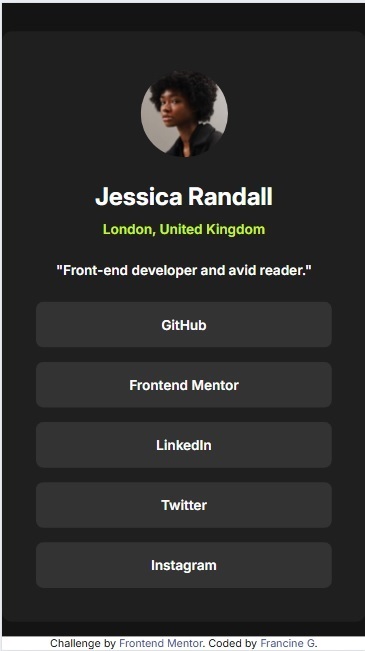 Jessica Randall
London, United Kingdom
"Front-end developer and avid reader."
GitHub
Frontend Mentor
LinkedIn
Twitter
Instagram
Challenge by Frontend Mentor. Coded by Francine G.